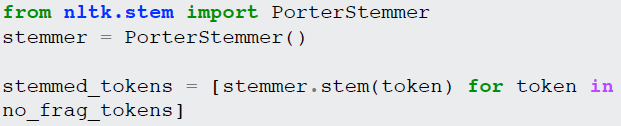 from nltk.stem import PorterStemmer
stemmer = PorterStemmer()
stemmed_tokens = [stemmer.stem(token) for token in
no_frag_tokens]